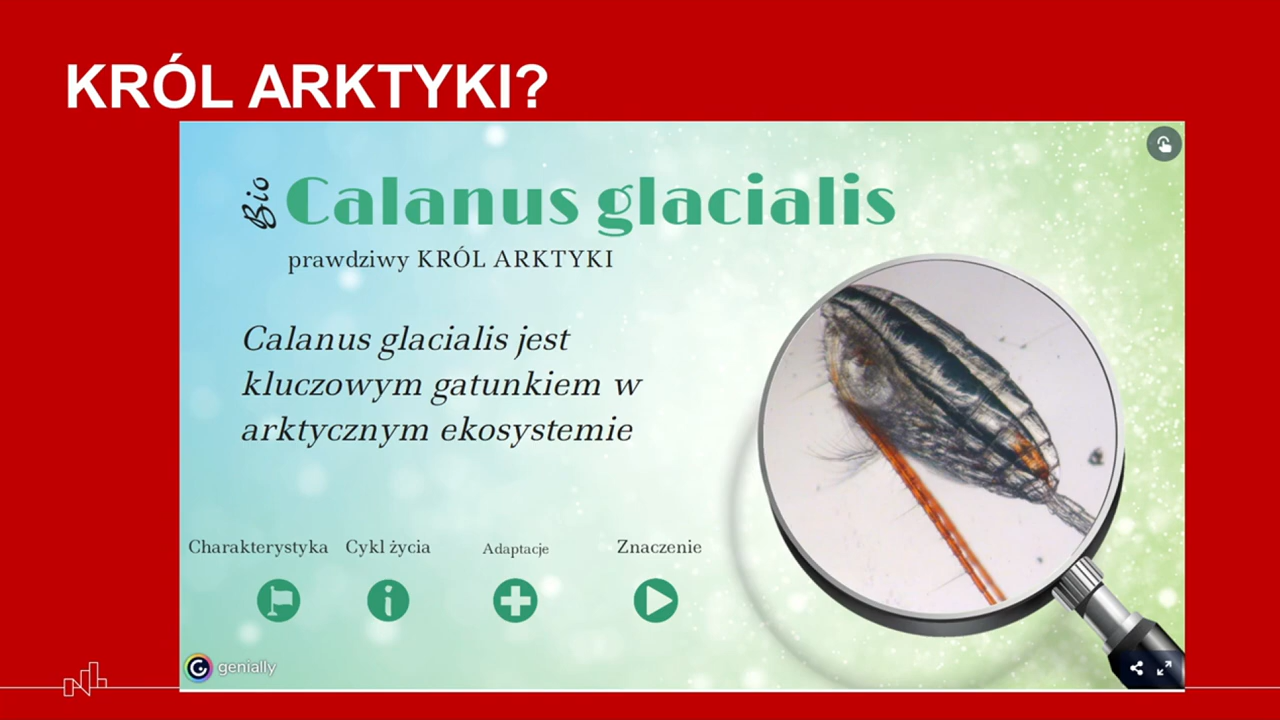 KRÓL ARKTYKI?
Bio
Calanus glacialis
prawdziwy KRÓL ARKTYKI
Calanus glacialis jest
kluczowym gatunkiem w
arktycznym ekosystemie
Charakterystyka Cykl życia Adaptacje Znaczenie
genially